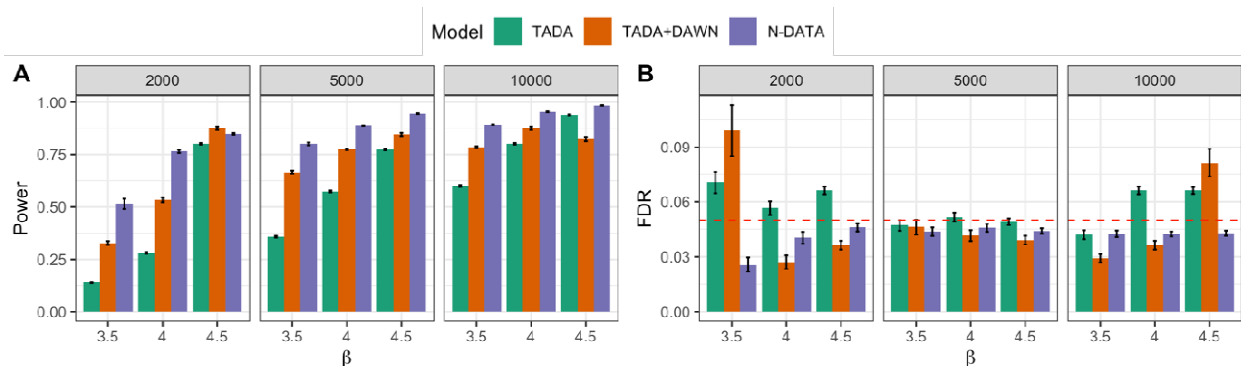 Model TADA TADA+DAWN N-DATA
A
2000 5000 10000
1.00
0.75
0.50
0.25
0.00
Power
3.5 4 4.5 3.5 4 4.5 3.5 4 4.5
β
B
2000 5000 10000
0.09
0.06
0.03
0.00
FDR
3.5 4 4.5 3.5 4 4.5 3.5 4 4.5
β